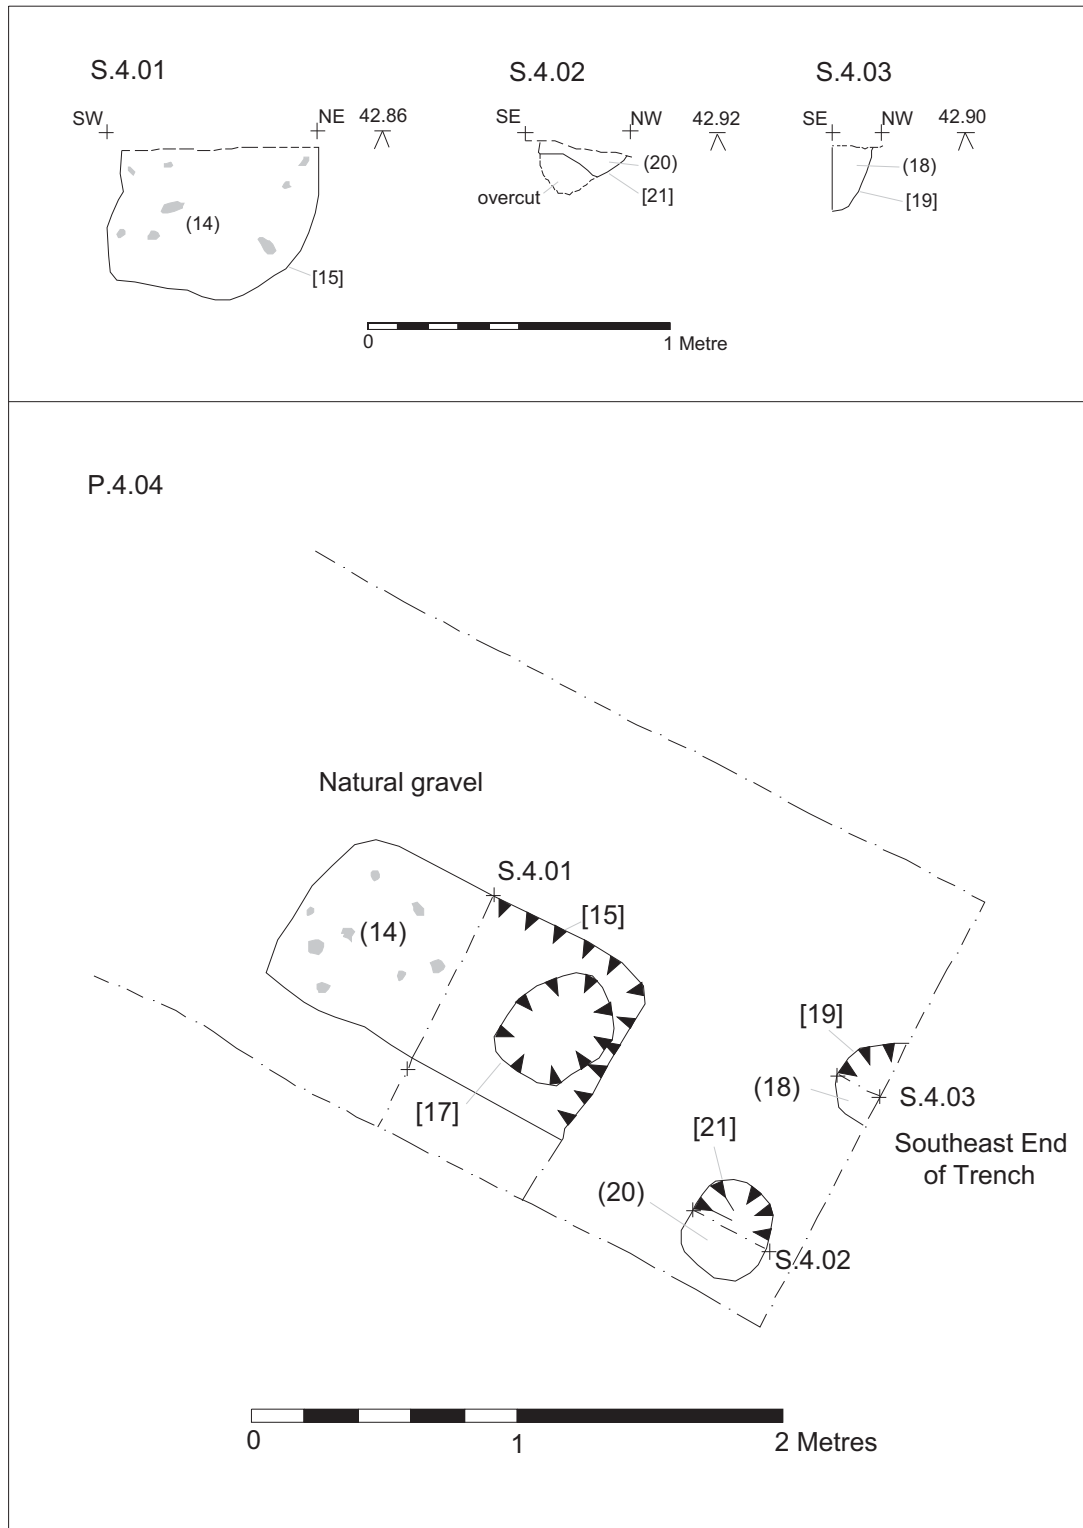 S.4.01
SW
NE
42.86
(14)
[15]
S.4.02
SE
NW
42.92
(20)
overcut
[21]
S.4.03
SE
NW
42.90
(18)
[19]
0
1 Metre
P.4.04
Natural gravel
S.4.01
[15]
(14)
[17]
[19]
(18)
S.4.03
Southeast End
of Trench
[21]
(20)
S.4.02
0
1
2 Metres